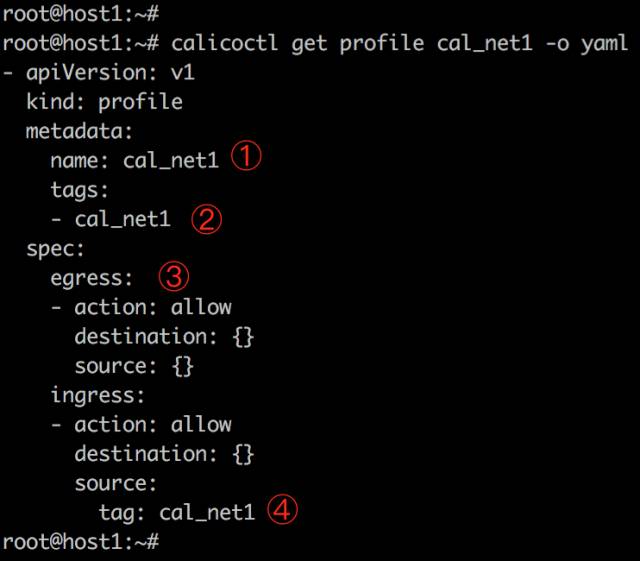 root@host1:~#
root@host1:~# calicoctl get profile cal_net1 -o yaml
- apiVersion: v1
  kind: profile
  metadata:
    name: cal_net1 ①
    tags:
    - cal_net1 ②
  spec:
    egress: ③
    - action: allow
      destination: {}
      source: {}
    ingress:
    - action: allow
      destination: {}
      source:
        tag: cal_net1 ④
root@host1:~#